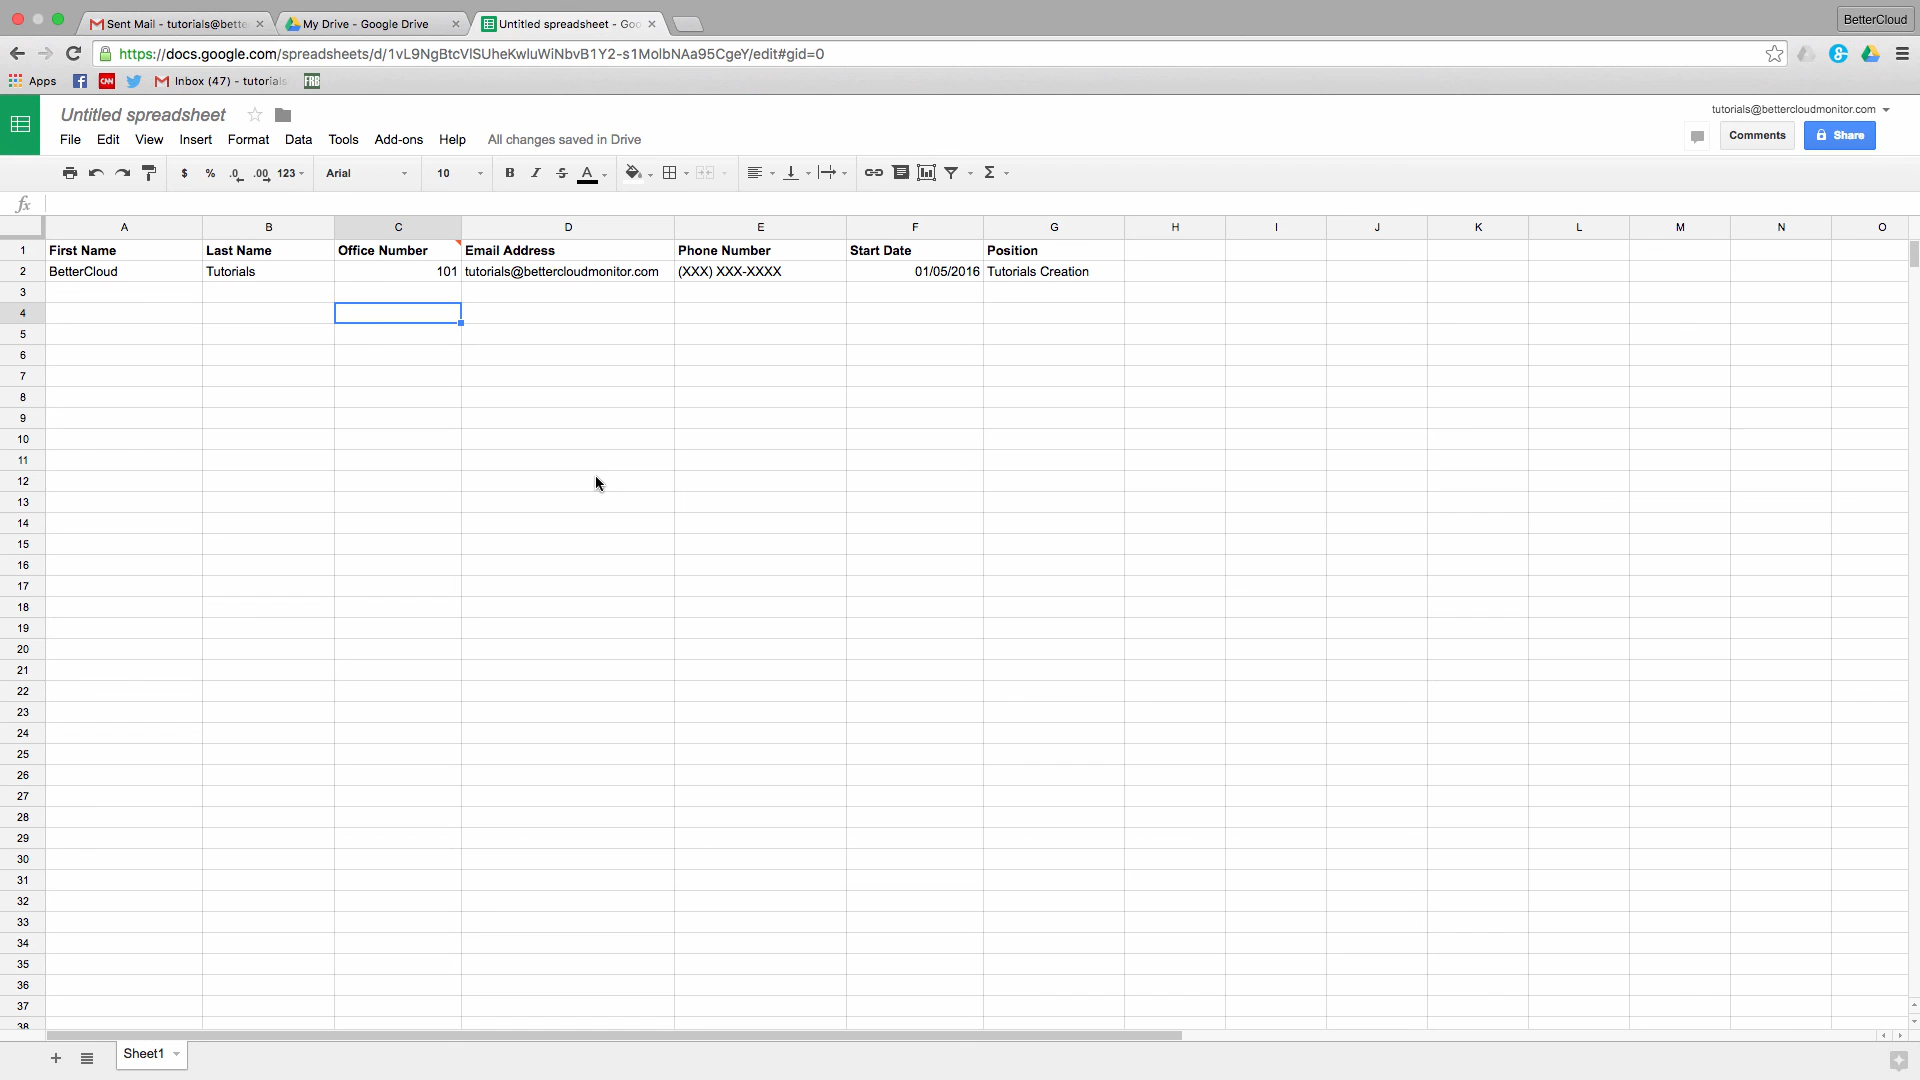 Sent Mail - tutorials@bette
My Drive - Google Drive
Untitled spreadsheet - Goo
BetterCloud
https://docs.google.com/spreadsheets/d/1vL9NgBtcVlSUheKwluWiNbvB1Y2-s1MolbNAa95CgeY/edit#gid=0
Apps
CNN
Inbox (47) - tutorials
FRB
Untitled spreadsheet
tutorials@bettercloudmonitor.com
File Edit View Insert Format Data Tools Add-ons Help All changes saved in Drive
Comments
Share
$ % .0 .00 123 Arial 10 B I S A Σ
fx
A B C D E F G H I J K L M N O
1 First Name Last Name Office Number Email Address Phone Number Start Date Position
2 BetterCloud Tutorials 101 tutorials@bettercloudmonitor.com (XXX) XXX-XXXX 01/05/2016 Tutorials Creation
3
4
5
6
7
8
9
10
11
12
13
14
15
16
17
18
19
20
21
22
23
24
25
26
27
28
29
30
31
32
33
34
35
36
37
38
Sheet1